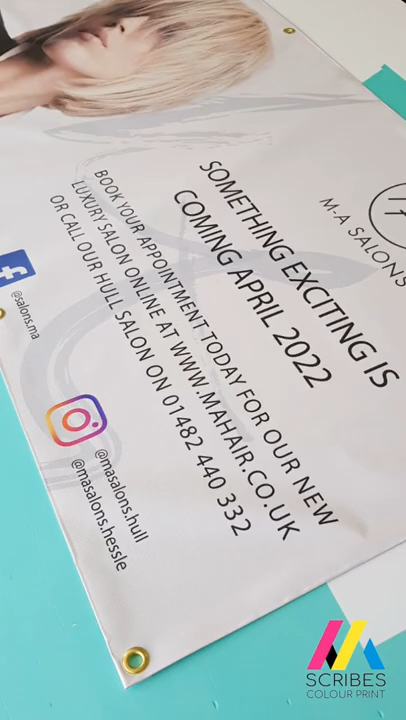 M-A SALONS
SOMETHING EXCITING IS
COMING APRIL 2022
BOOK YOUR APPOINTMENT TODAY FOR OUR NEW
LUXURY SALON ONLINE AT WWW.MAHAIR.CO.UK
OR CALL OUR HULL SALON ON 01482 440 332
f
@salons.ma
@masalons.hull
@masalons.hessle
SCRIBES
COLOUR PRINT